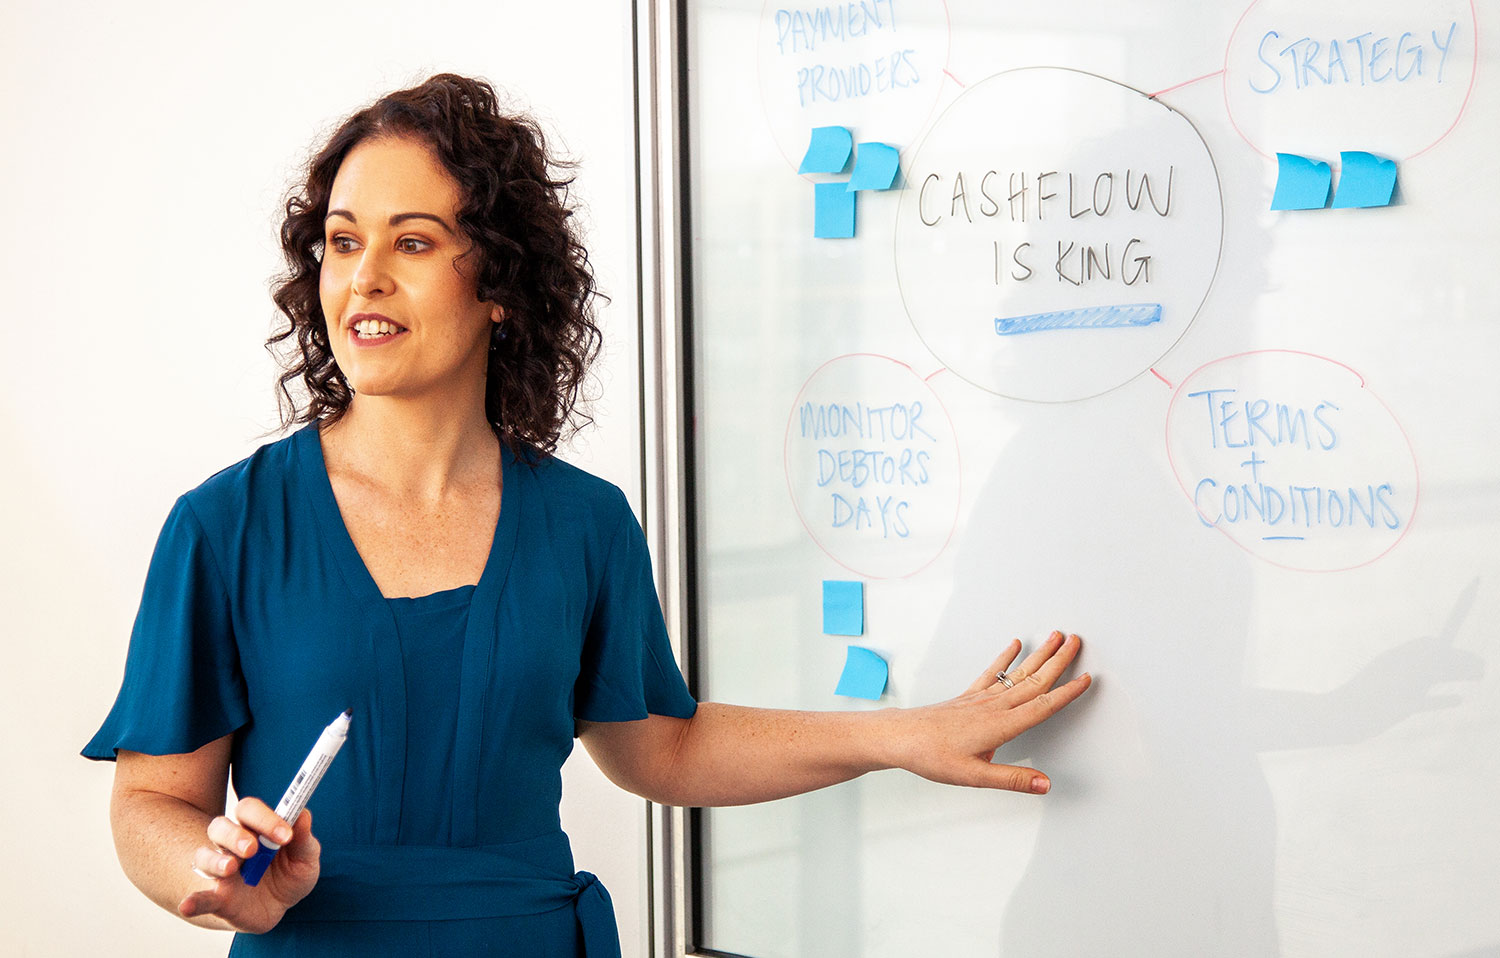 PAYMENT
PROVIDERS
STRATEGY
CASHFLOW
IS KING
MONITOR
DEBTORS
DAYS
TERMS
+
CONDITIONS